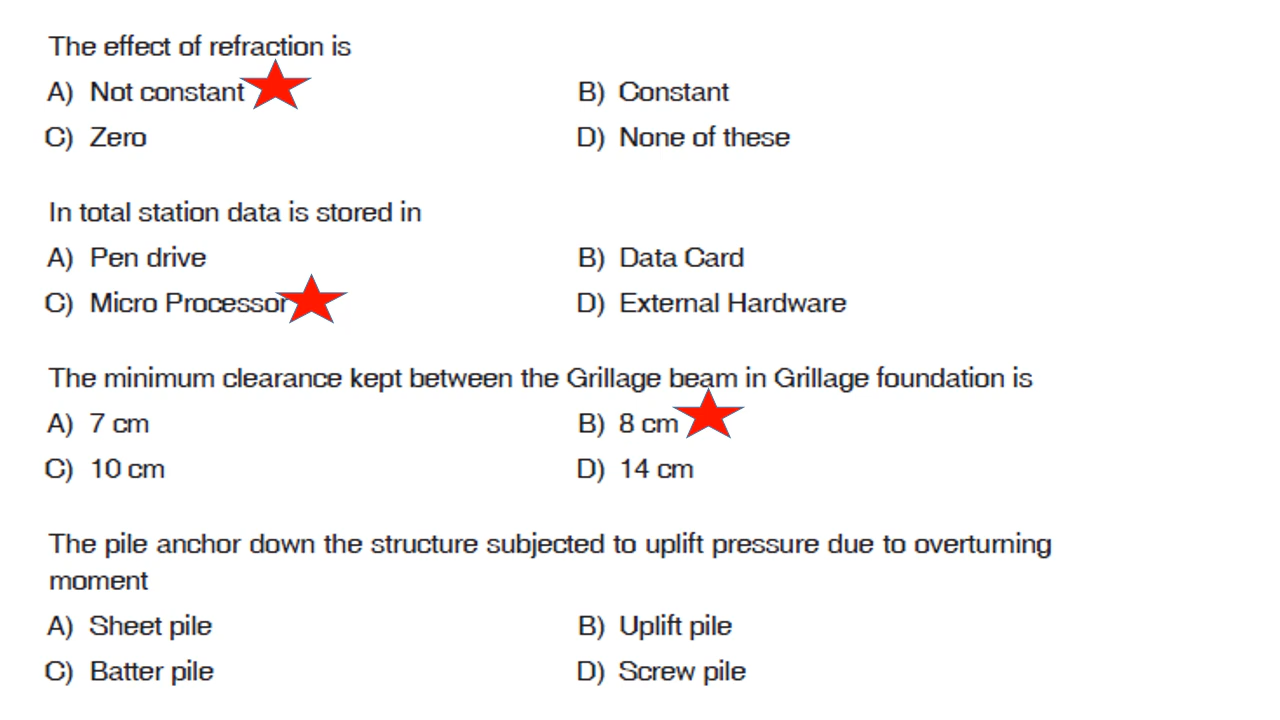 The effect of refraction is
A) Not constant B) Constant
C) Zero D) None of these
In total station data is stored in
A) Pen drive B) Data Card
C) Micro Processor D) External Hardware
The minimum clearance kept between the Grillage beam in Grillage foundation is
A) 7 cm B) 8 cm
C) 10 cm D) 14 cm
The pile anchor down the structure subjected to uplift pressure due to overturning
moment
A) Sheet pile B) Uplift pile
C) Batter pile D) Screw pile